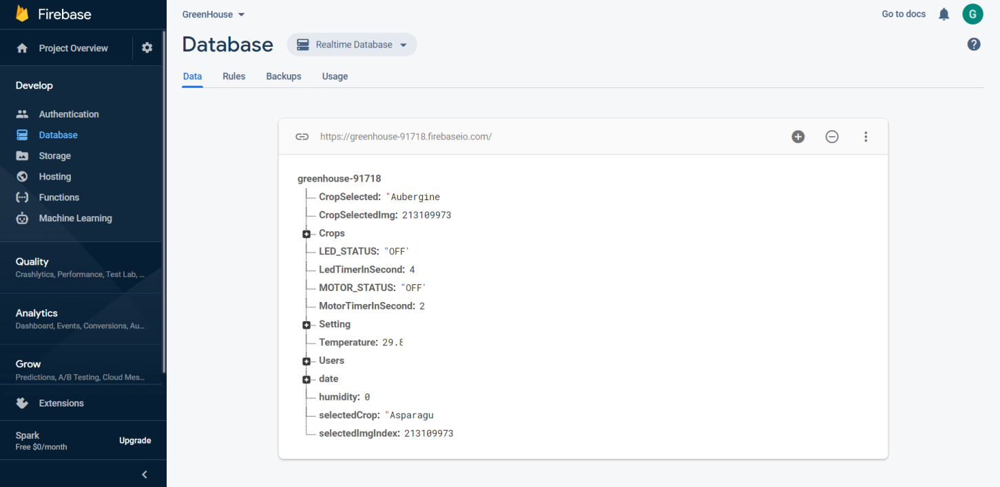 Firebase
Project Overview
Develop
Authentication
Database
Storage
Hosting
Functions
Machine Learning
Quality
Crashlytics, Performance, Test Lab, ...
Analytics
Dashboard, Events, Conversions, Au...
Grow
Predictions, A/B Testing, Cloud Mes...
Extensions
Spark
Free $0/month
Upgrade
GreenHouse
Go to docs
G
Database
Realtime Database
?
Data Rules Backups Usage
https://greenhouse-91718.firebaseio.com/
greenhouse-91718
CropSelected: "Aubergine
CropSelectedImg: 213109973
Crops
LED_STATUS: "OFF'
LedTimerInSecond: 4
MOTOR_STATUS: "OFF'
MotorTimerInSecond: 2
Setting
Temperature: 29.8
Users
date
humidity: 0
selectedCrop: "Asparagu
selectedImgIndex: 213109973